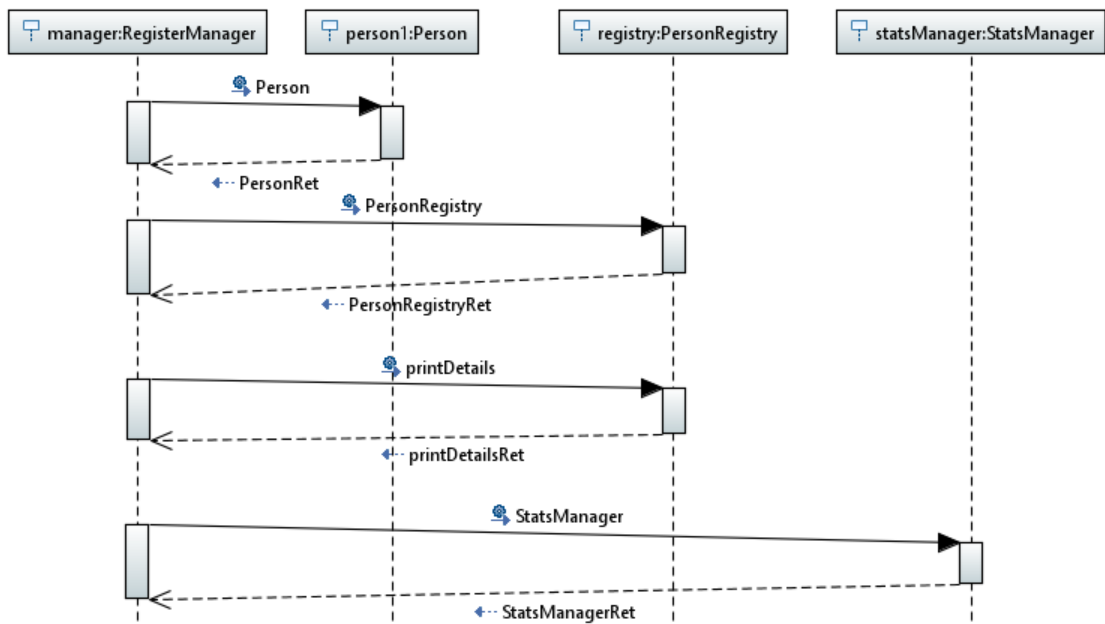 manager:RegisterManager
person1:Person
registry:PersonRegistry
statsManager:StatsManager
Person
PersonRet
PersonRegistry
PersonRegistryRet
printDetails
printDetailsRet
StatsManager
StatsManagerRet